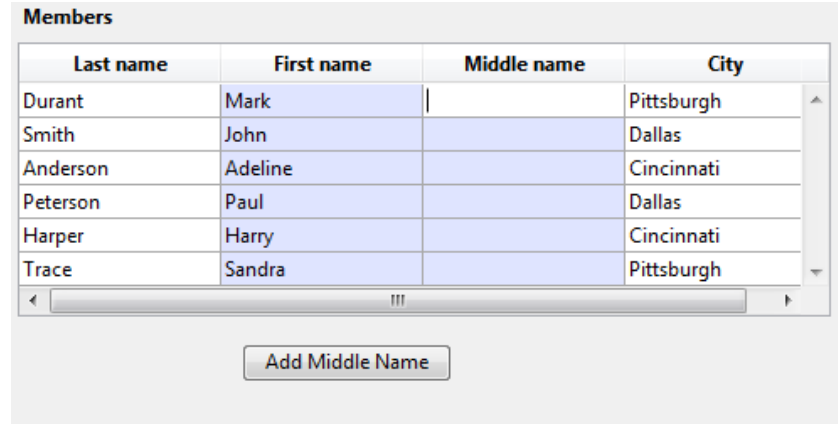 Members
Last name First name Middle name City
Durant Mark Pittsburgh
Smith John Dallas
Anderson Adeline Cincinnati
Peterson Paul Dallas
Harper Harry Cincinnati
Trace Sandra Pittsburgh
Add Middle Name